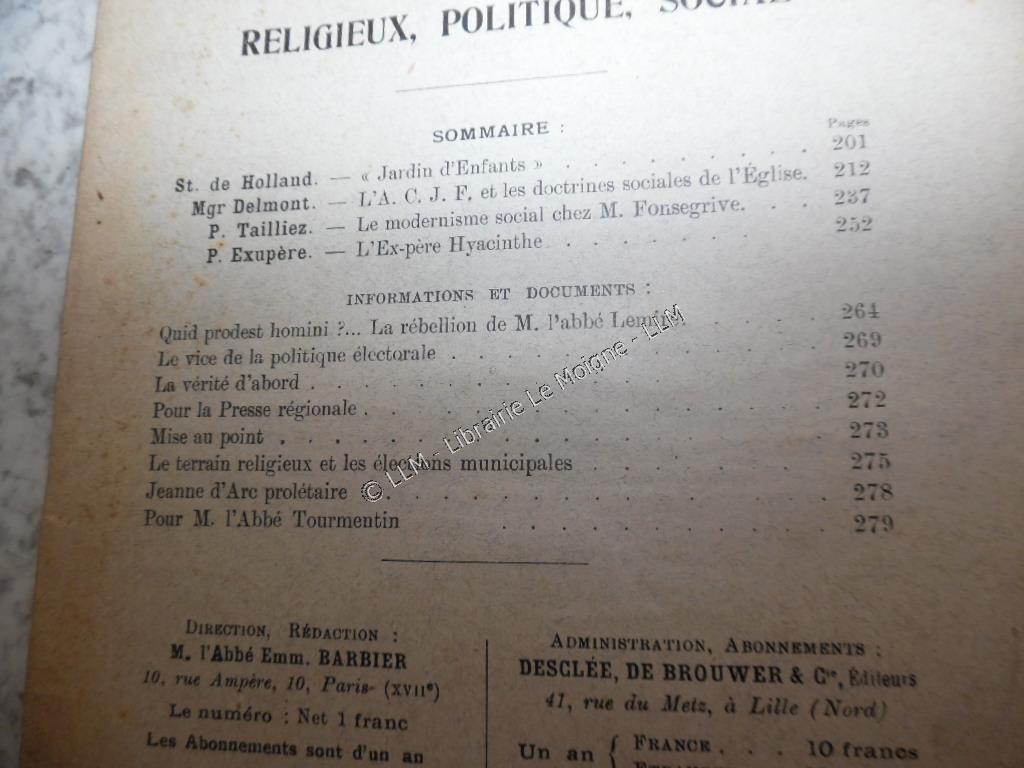 RELIGIEUX, POLITIQUE, SOCIAL
SOMMAIRE :
Pages
St. de Holland. — « Jardin d'Enfants » . . . . . . . . . 201
Mgr Delmont. — L'A. C. J. F. et les doctrines sociales de l'Église. 212
P. Tailliez. — Le modernisme social chez M. Fonsegrive. . . 237
P. Exupère. — L'Ex-père Hyacinthe . . . . . . . 252
INFORMATIONS ET DOCUMENTS :
Quid prodest homini ?... La rébellion de M. l'abbé Lemire. . . . . . 264
Le vice de la politique électorale . . . . . . . . . . . . 269
La vérité d'abord . . . . . . . . . . . . . . . . 270
Pour la Presse régionale . . . . . . . . . . . . . . 272
Mise au point . . . . . . . . . . . . . . . . . 273
Le terrain religieux et les élections municipales . . . . . . . 275
Jeanne d'Arc prolétaire . . . . . . . . . . . . . . 278
Pour M. l'Abbé Tourmentin . . . . . . . . . . 279
© LLM - Librairie Le Moigne - LLM
DIRECTION, RÉDACTION :
M. l'Abbé Emm. BARBIER
10, rue Ampère, 10, Paris (XVIIe)
Le numéro : Net 1 franc
Les Abonnements sont d'un an
ADMINISTRATION, ABONNEMENTS :
DESCLÉE, DE BROUWER & Cie, Éditeurs
41, rue du Metz, à Lille (Nord)
Un an { FRANCE . . . 10 francs